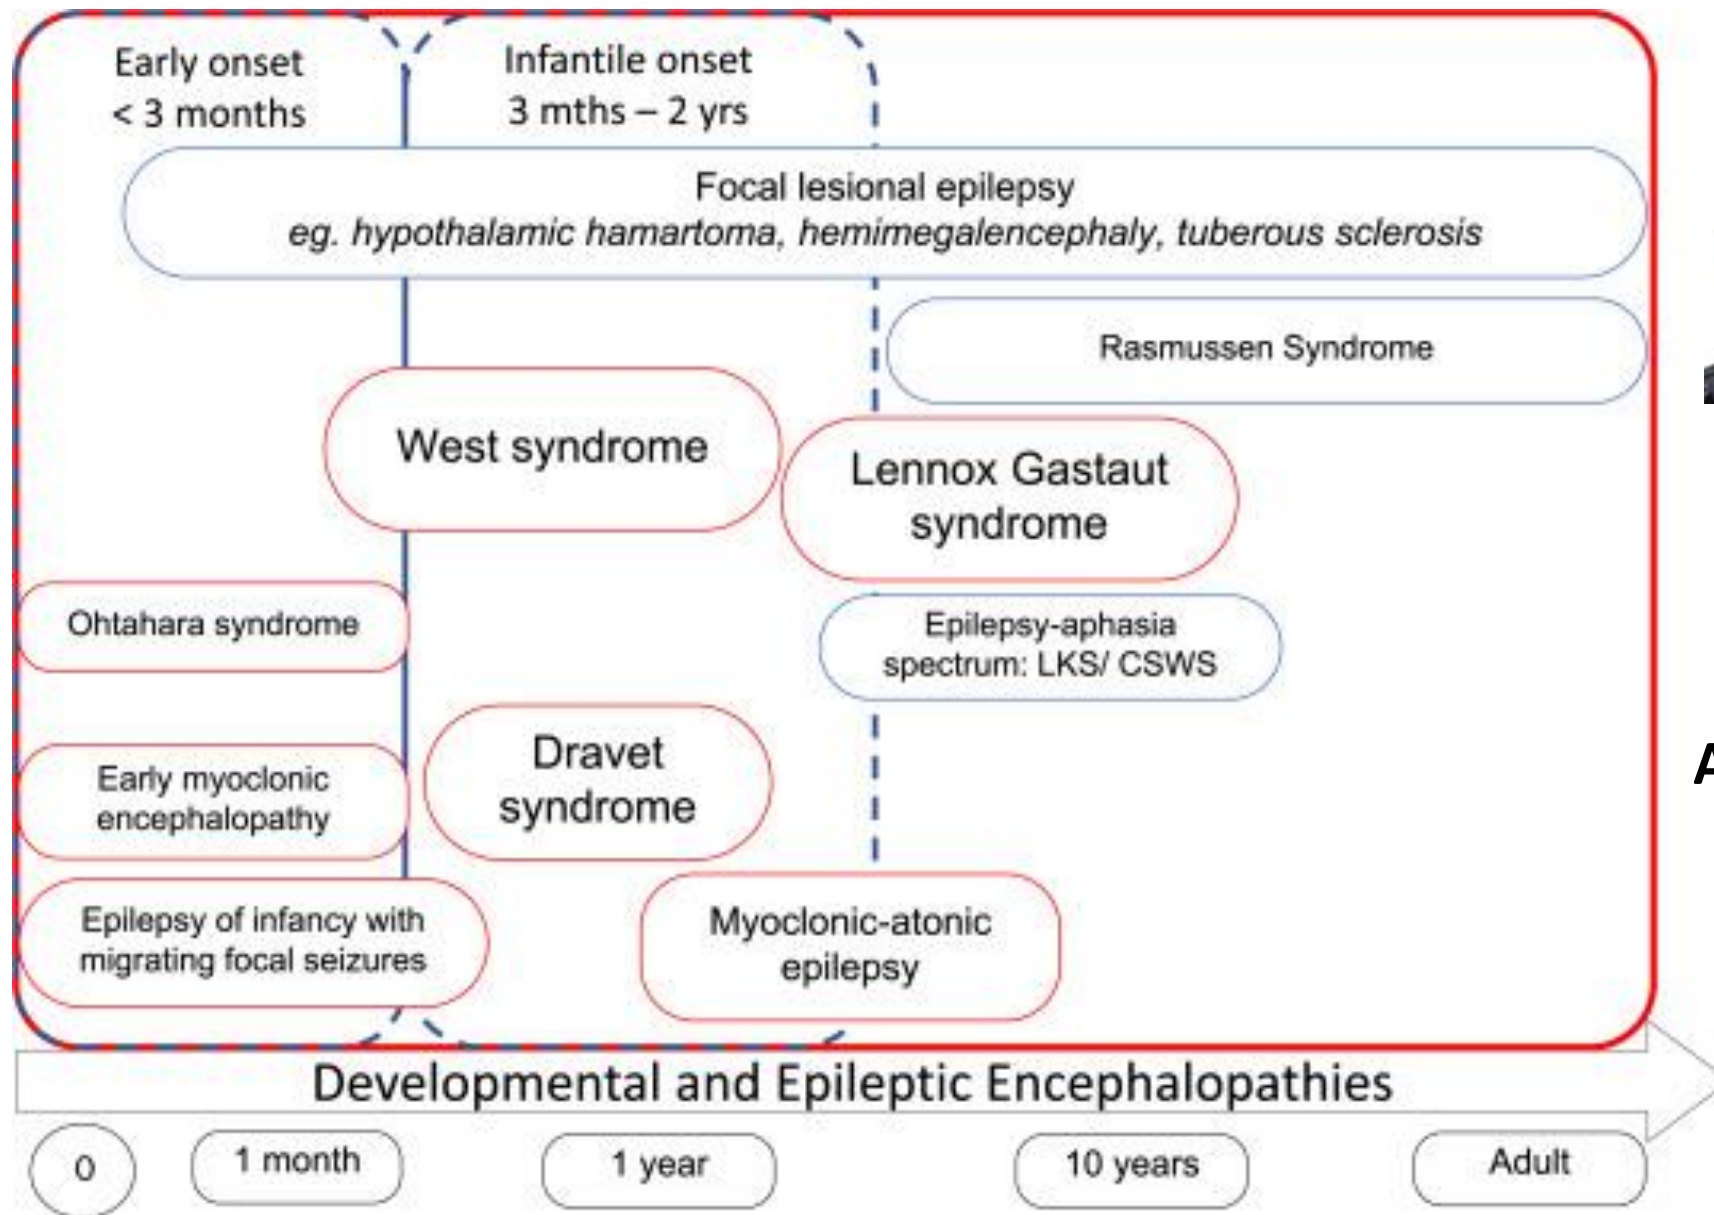 Early onset
< 3 months
Infantile onset
3 mths – 2 yrs
Focal lesional epilepsy
eg. hypothalamic hamartoma, hemimegalencephaly, tuberous sclerosis
Rasmussen Syndrome
West syndrome
Lennox Gastaut
syndrome
Ohtahara syndrome
Epilepsy-aphasia
spectrum: LKS/ CSWS
Dravet
syndrome
Early myoclonic
encephalopathy
A
Epilepsy of infancy with
migrating focal seizures
Myoclonic-atonic
epilepsy
Developmental and Epileptic Encephalopathies
0
1 month
1 year
10 years
Adult